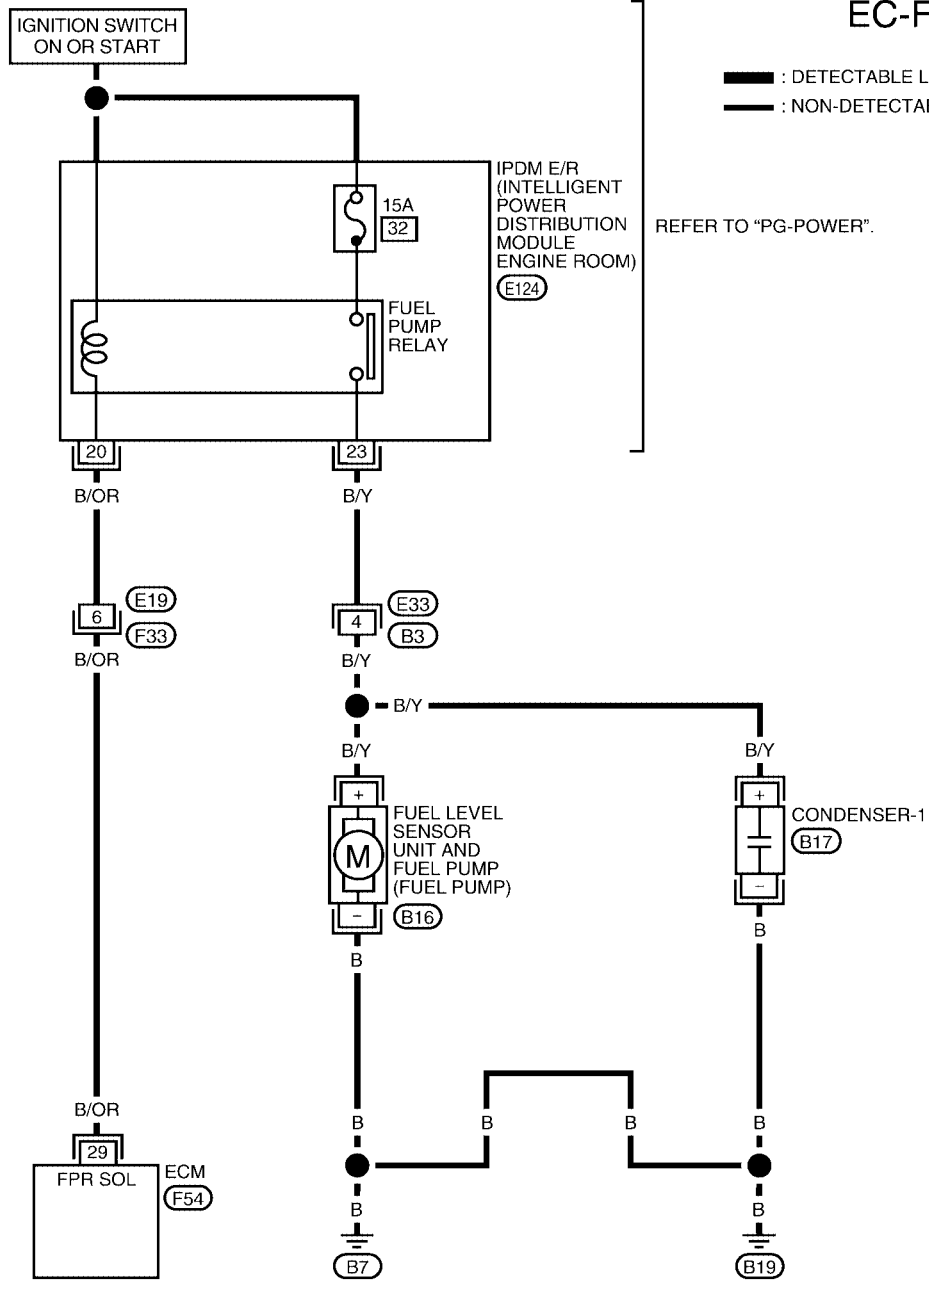 EC-F
IGNITION SWITCH
ON OR START
: DETECTABLE L
: NON-DETECTA
IPDM E/R
(INTELLIGENT
POWER
DISTRIBUTION
MODULE
ENGINE ROOM)
E124
REFER TO “PG-POWER”.
15A
32
FUEL
PUMP
RELAY
20
23
B/OR
B/Y
6
E19
F33
4
E33
B3
B/OR
B/Y
B/Y
B/Y
B/Y
+
FUEL LEVEL
SENSOR
UNIT AND
FUEL PUMP
(FUEL PUMP)
M
–
B16
+
CONDENSER-1
B17
–
B
B
B/OR
B
B
B
B
29
FPR SOL
ECM
F54
B
B
B7
B19